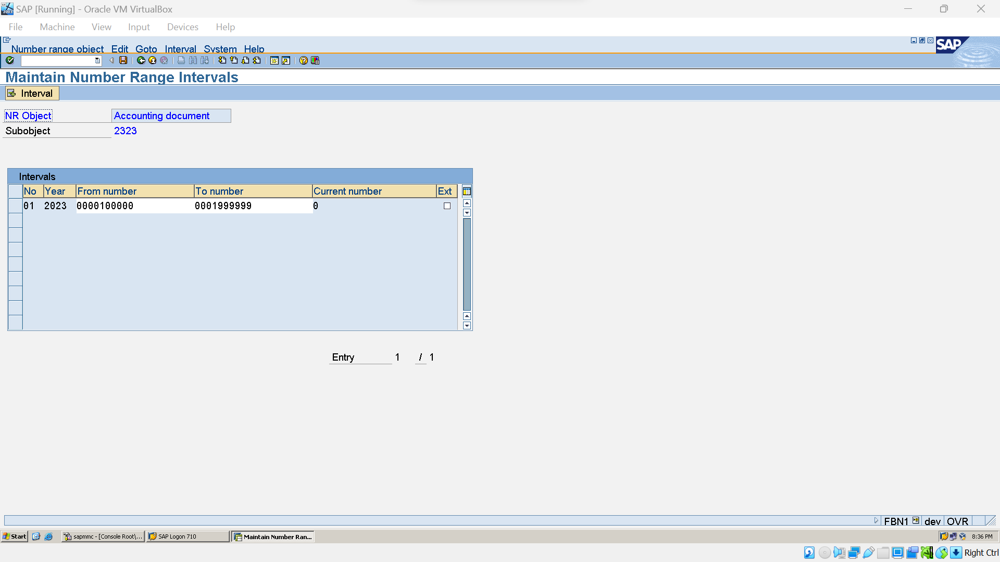 SAP [Running] - Oracle VM VirtualBox
File Machine View Input Devices Help
Number range object Edit Goto Interval System Help
SAP
Maintain Number Range Intervals
Interval
NR Object Accounting document
Subobject 2323
Intervals
No Year From number To number Current number Ext
01 2023 0000100000 0001999999 0
Entry 1 / 1
FBN1 dev OVR
Start sapmmc - [Console Root\... SAP Logon 710 Maintain Number Ran... 8:36 PM
Right Ctrl